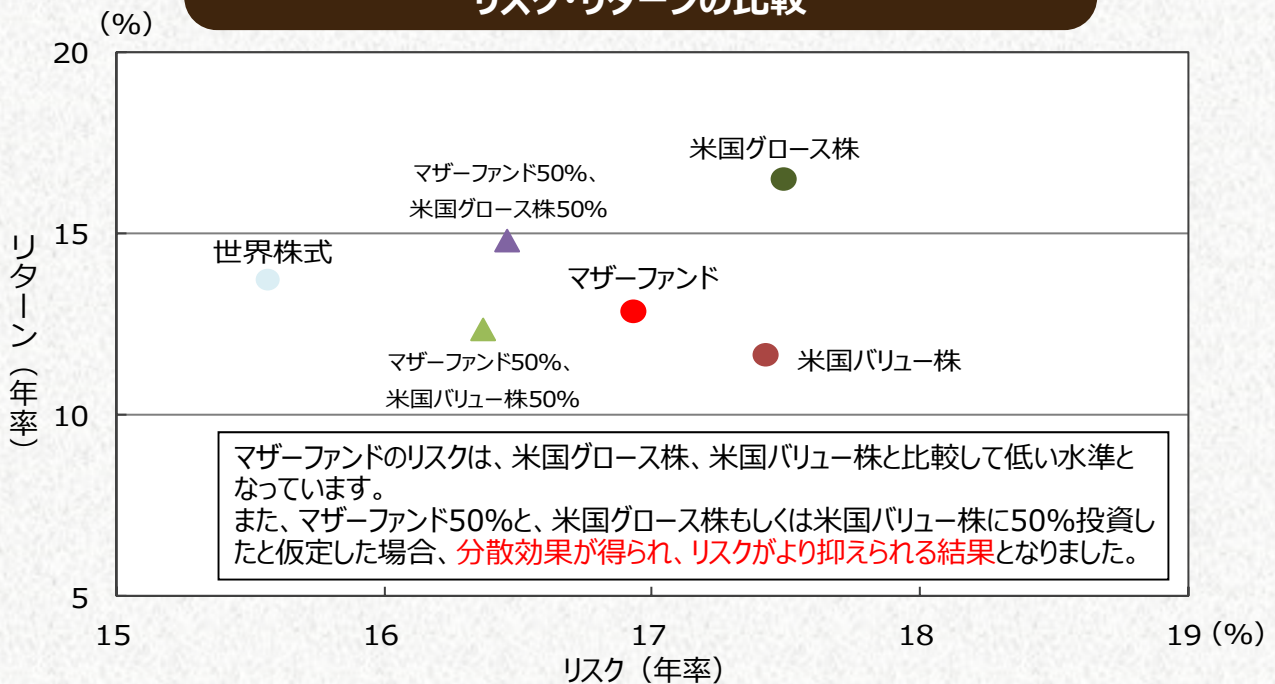 リスク・リターンの比較
（%）
20
15
10
5
リターン（年率）
米国グロース株
マザーファンド50%、
米国グロース株50%
世界株式
マザーファンド
米国バリュー株
マザーファンド50%、
米国バリュー株50%
マザーファンドのリスクは、米国グロース株、米国バリュー株と比較して低い水準と
なっています。
また、マザーファンド50%と、米国グロース株もしくは米国バリュー株に50%投資し
たと仮定した場合、分散効果が得られ、リスクがより抑えられる結果となりました。
15 16 17 18 19（%）
リスク（年率）